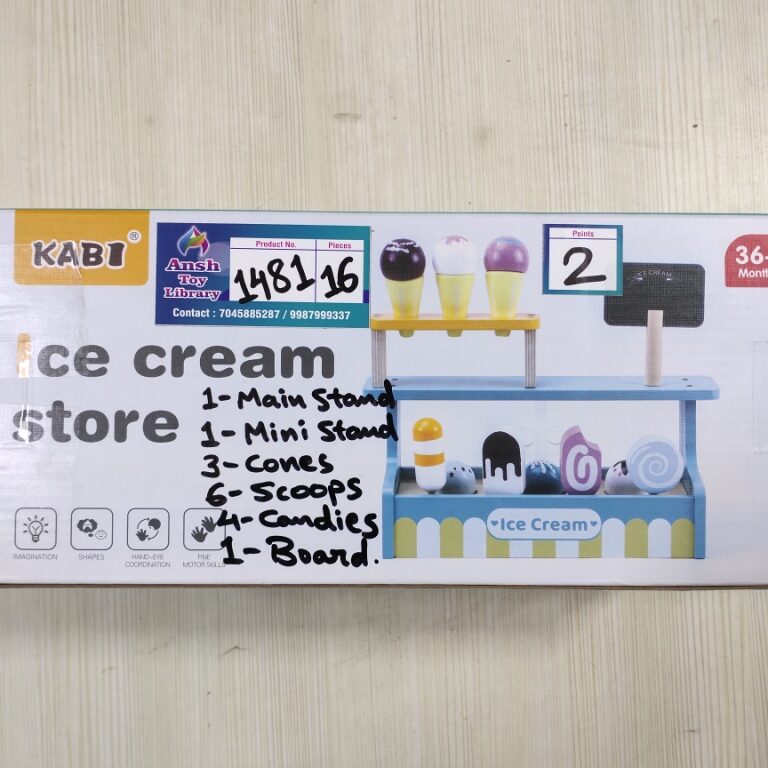 KABI®
Ansh
Toy
Library
Product No.
Pieces
1481
16
Contact : 7045885287 / 9987999337
Points
2
ICE CREAM
36-
Month
ice cream
store
1-Main Stand
1-Mini Stand
3-Cones
6-Scoops
4-Candies
1-Board.
Ice Cream
IMAGINATION
SHAPES
HAND-EYE
COORDINATION
FINE
MOTOR SKILLS